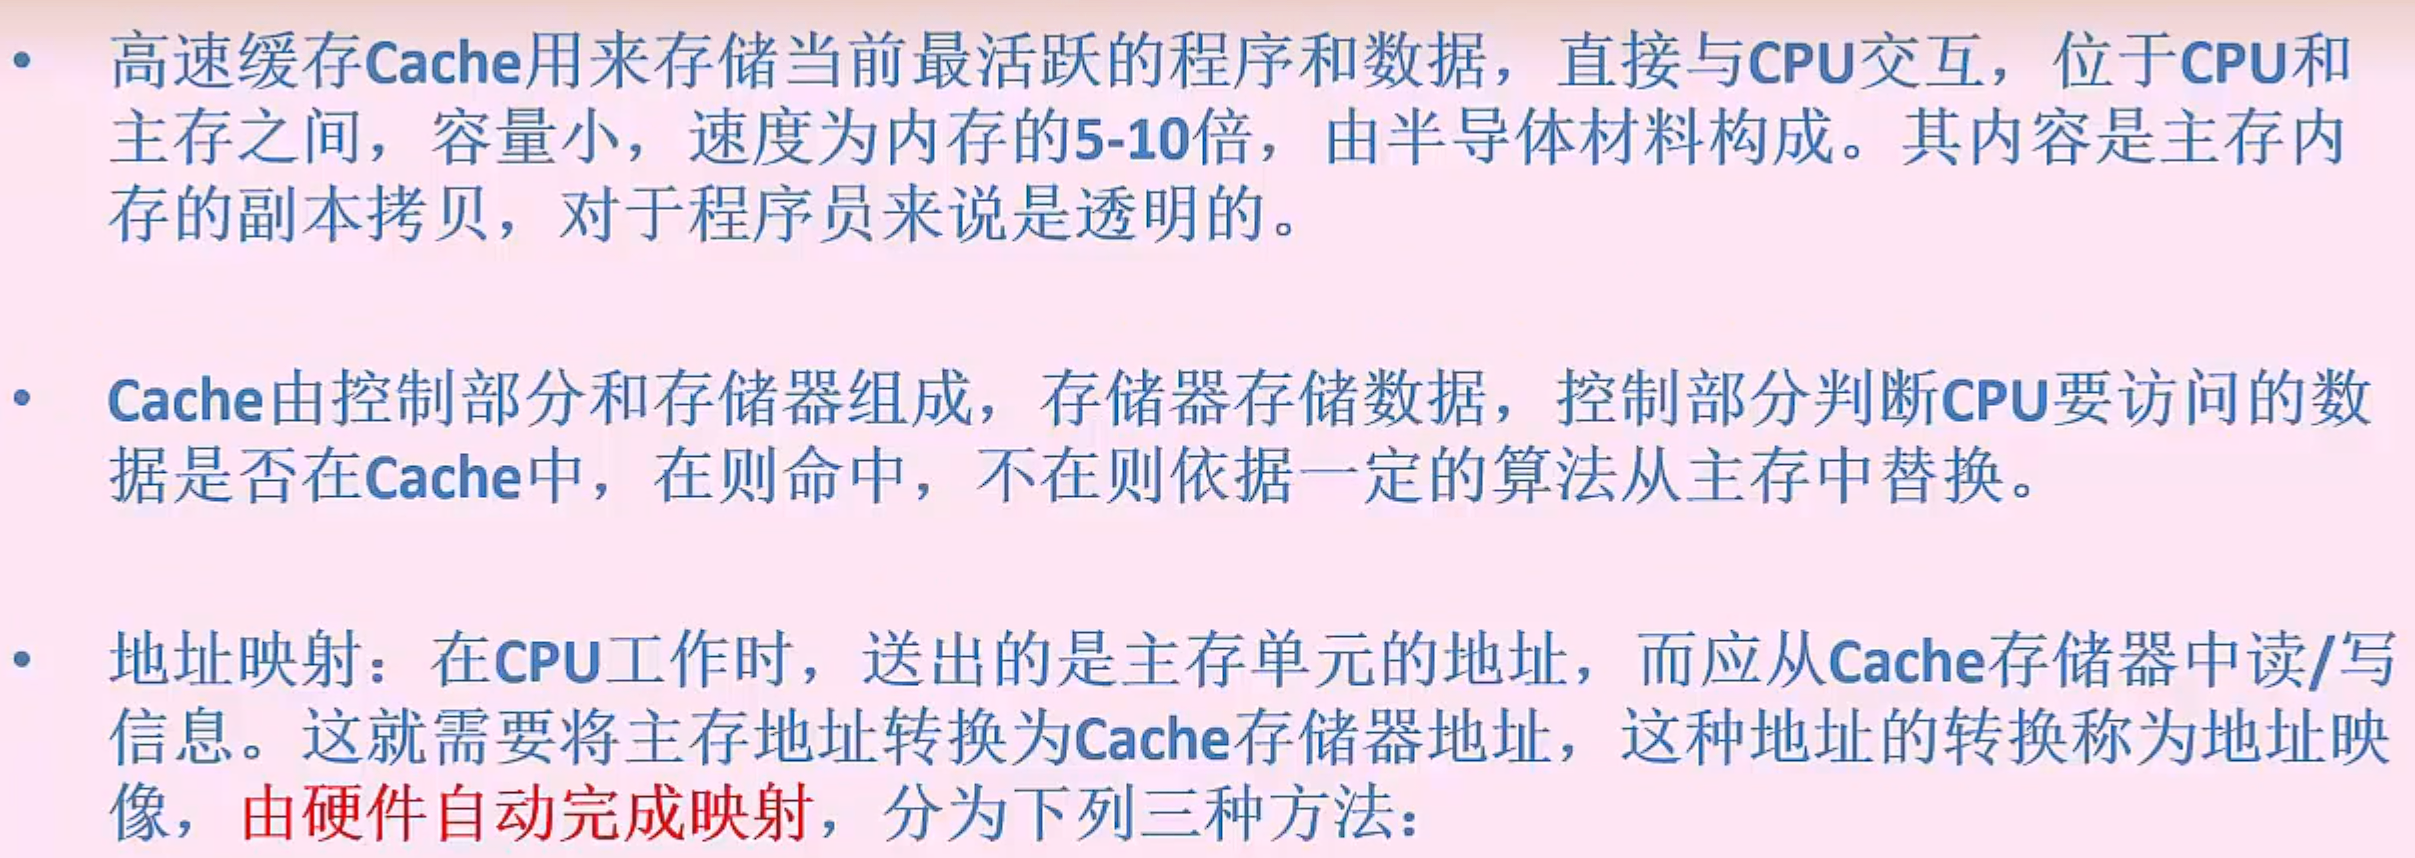 • 高速缓存Cache用来存储当前最活跃的程序和数据，直接与CPU交互，位于CPU和
主存之间，容量小，速度为内存的5-10倍，由半导体材料构成。其内容是主存内
存的副本拷贝，对于程序员来说是透明的。
• Cache由控制部分和存储器组成，存储器存储数据，控制部分判断CPU要访问的数
据是否在Cache中，在则命中，不在则依据一定的算法从主存中替换。
• 地址映射：在CPU工作时，送出的是主存单元的地址，而应从Cache存储器中读/写
信息。这就需要将主存地址转换为Cache存储器地址，这种地址的转换称为地址映
像，由硬件自动完成映射，分为下列三种方法：